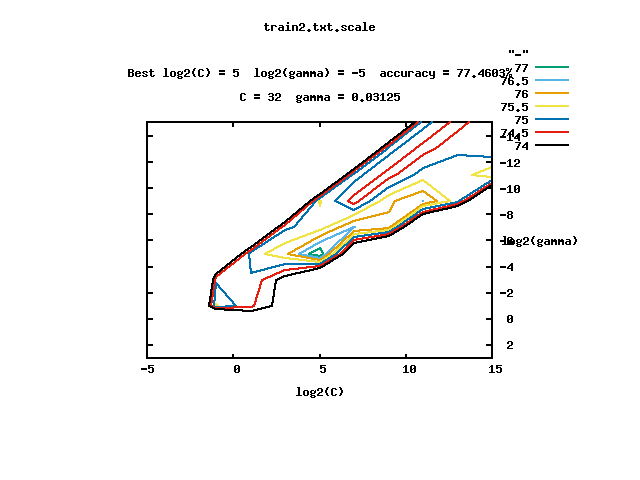 train2.txt.scale
"-"
Best log2(C) = 5 log2(gamma) = -5 accuracy = 77.4603%
77
76.5
C = 32 gamma = 0.03125
76
75.5
75
74.5
74
-14
-12
-10
-8
-6
log2(gamma)
-4
-2
0
2
-5 0 5 10 15
log2(C)